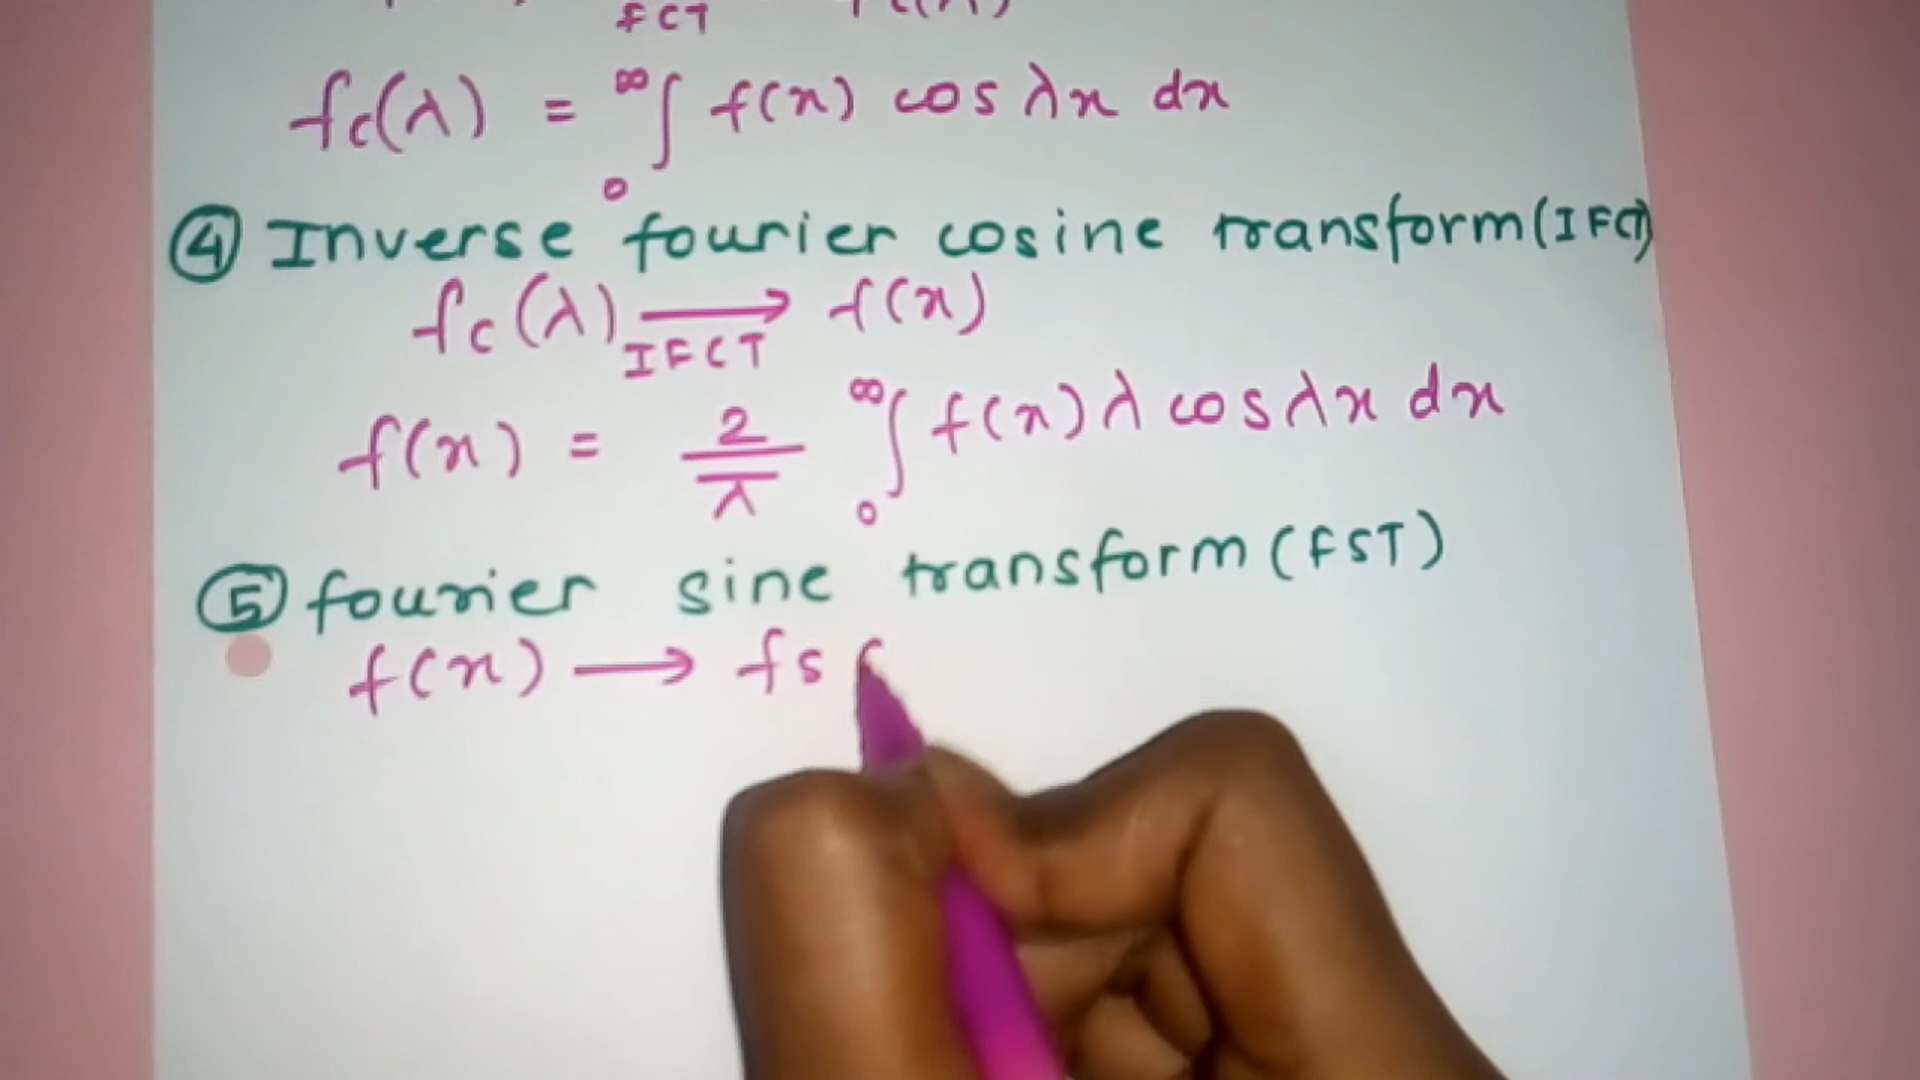 FCT
fc(λ) = ∞∫0 f(x) cos λx dx
④ Inverse fourier cosine transform (IFCT)
fc(λ) ⟶ f(x)
IFCT
f(x) = 2/λ ∞∫0 f(x) λ cos λx dx
⑤ fourier sine transform (FST)
f(x) ⟶ fs (